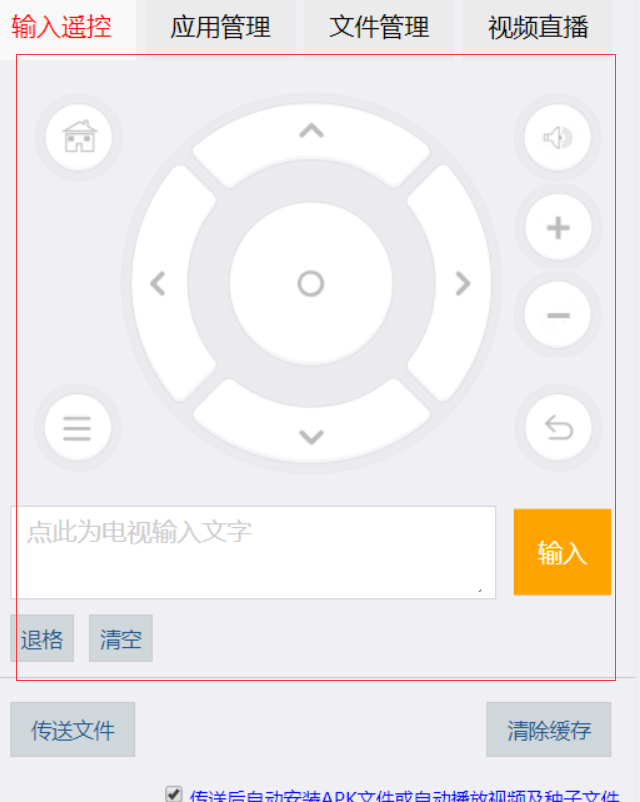 输入遥控 应用管理 文件管理 视频直播
点此为电视输入文字
输入
退格 清空
传送文件 清除缓存
传送后自动安装APK文件或自动播放视频及种子文件